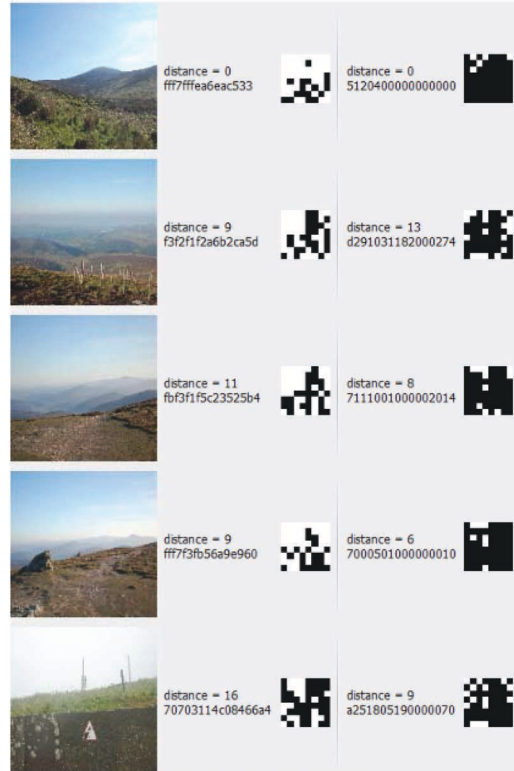 distance = 0
fff7fffea6eac533
distance = 0
5120400000000000
distance = 9
f3f2f1f2a6b2ca5d
distance = 13
d291031182000274
distance = 11
fbf3f1f5c23525b4
distance = 8
7111001000002014
distance = 9
fff7f3fb56a9e960
distance = 6
7000501000000010
distance = 16
70703114c08466a4
distance = 9
a251805190000070